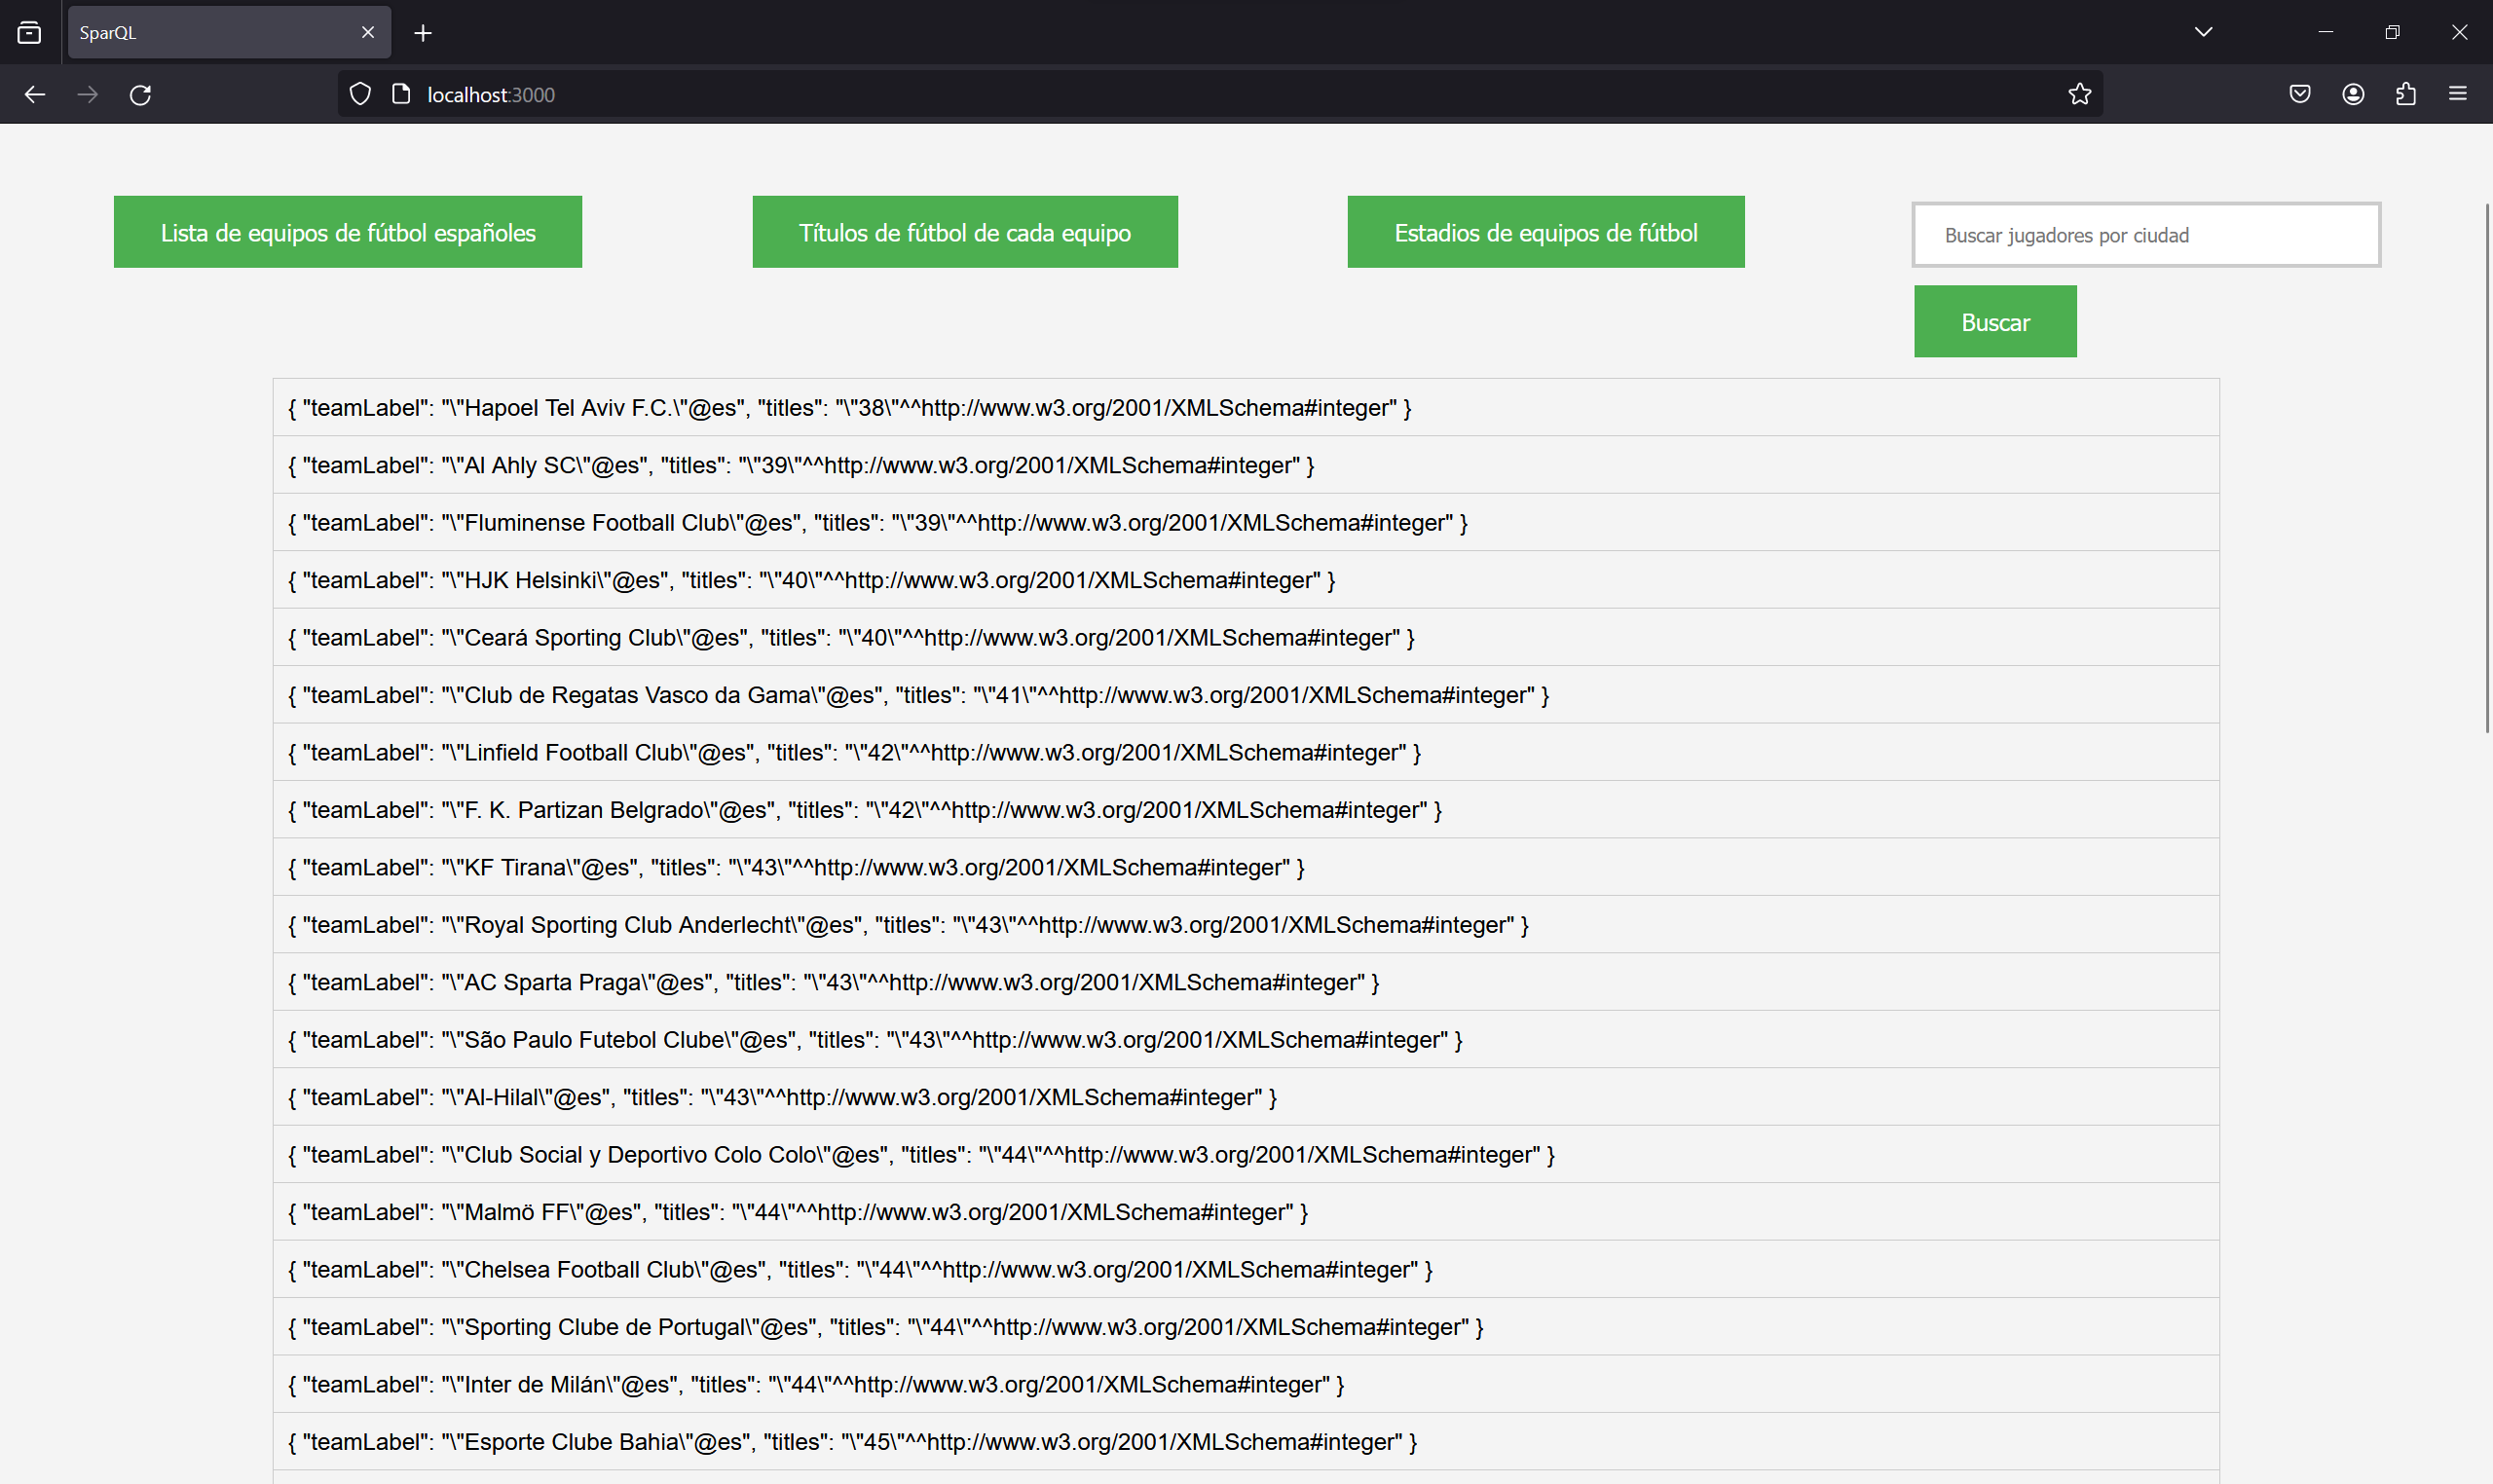 SparQL
localhost:3000
Lista de equipos de fútbol españoles
Títulos de fútbol de cada equipo
Estadios de equipos de fútbol
Buscar jugadores por ciudad
Buscar
{ "teamLabel": "\"Hapoel Tel Aviv F.C.\"@es", "titles": "\"38\"^^http://www.w3.org/2001/XMLSchema#integer" }
{ "teamLabel": "\"Al Ahly SC\"@es", "titles": "\"39\"^^http://www.w3.org/2001/XMLSchema#integer" }
{ "teamLabel": "\"Fluminense Football Club\"@es", "titles": "\"39\"^^http://www.w3.org/2001/XMLSchema#integer" }
{ "teamLabel": "\"HJK Helsinki\"@es", "titles": "\"40\"^^http://www.w3.org/2001/XMLSchema#integer" }
{ "teamLabel": "\"Ceará Sporting Club\"@es", "titles": "\"40\"^^http://www.w3.org/2001/XMLSchema#integer" }
{ "teamLabel": "\"Club de Regatas Vasco da Gama\"@es", "titles": "\"41\"^^http://www.w3.org/2001/XMLSchema#integer" }
{ "teamLabel": "\"Linfield Football Club\"@es", "titles": "\"42\"^^http://www.w3.org/2001/XMLSchema#integer" }
{ "teamLabel": "\"F. K. Partizan Belgrado\"@es", "titles": "\"42\"^^http://www.w3.org/2001/XMLSchema#integer" }
{ "teamLabel": "\"KF Tirana\"@es", "titles": "\"43\"^^http://www.w3.org/2001/XMLSchema#integer" }
{ "teamLabel": "\"Royal Sporting Club Anderlecht\"@es", "titles": "\"43\"^^http://www.w3.org/2001/XMLSchema#integer" }
{ "teamLabel": "\"AC Sparta Praga\"@es", "titles": "\"43\"^^http://www.w3.org/2001/XMLSchema#integer" }
{ "teamLabel": "\"São Paulo Futebol Clube\"@es", "titles": "\"43\"^^http://www.w3.org/2001/XMLSchema#integer" }
{ "teamLabel": "\"Al-Hilal\"@es", "titles": "\"43\"^^http://www.w3.org/2001/XMLSchema#integer" }
{ "teamLabel": "\"Club Social y Deportivo Colo Colo\"@es", "titles": "\"44\"^^http://www.w3.org/2001/XMLSchema#integer" }
{ "teamLabel": "\"Malmö FF\"@es", "titles": "\"44\"^^http://www.w3.org/2001/XMLSchema#integer" }
{ "teamLabel": "\"Chelsea Football Club\"@es", "titles": "\"44\"^^http://www.w3.org/2001/XMLSchema#integer" }
{ "teamLabel": "\"Sporting Clube de Portugal\"@es", "titles": "\"44\"^^http://www.w3.org/2001/XMLSchema#integer" }
{ "teamLabel": "\"Inter de Milán\"@es", "titles": "\"44\"^^http://www.w3.org/2001/XMLSchema#integer" }
{ "teamLabel": "\"Esporte Clube Bahia\"@es", "titles": "\"45\"^^http://www.w3.org/2001/XMLSchema#integer" }